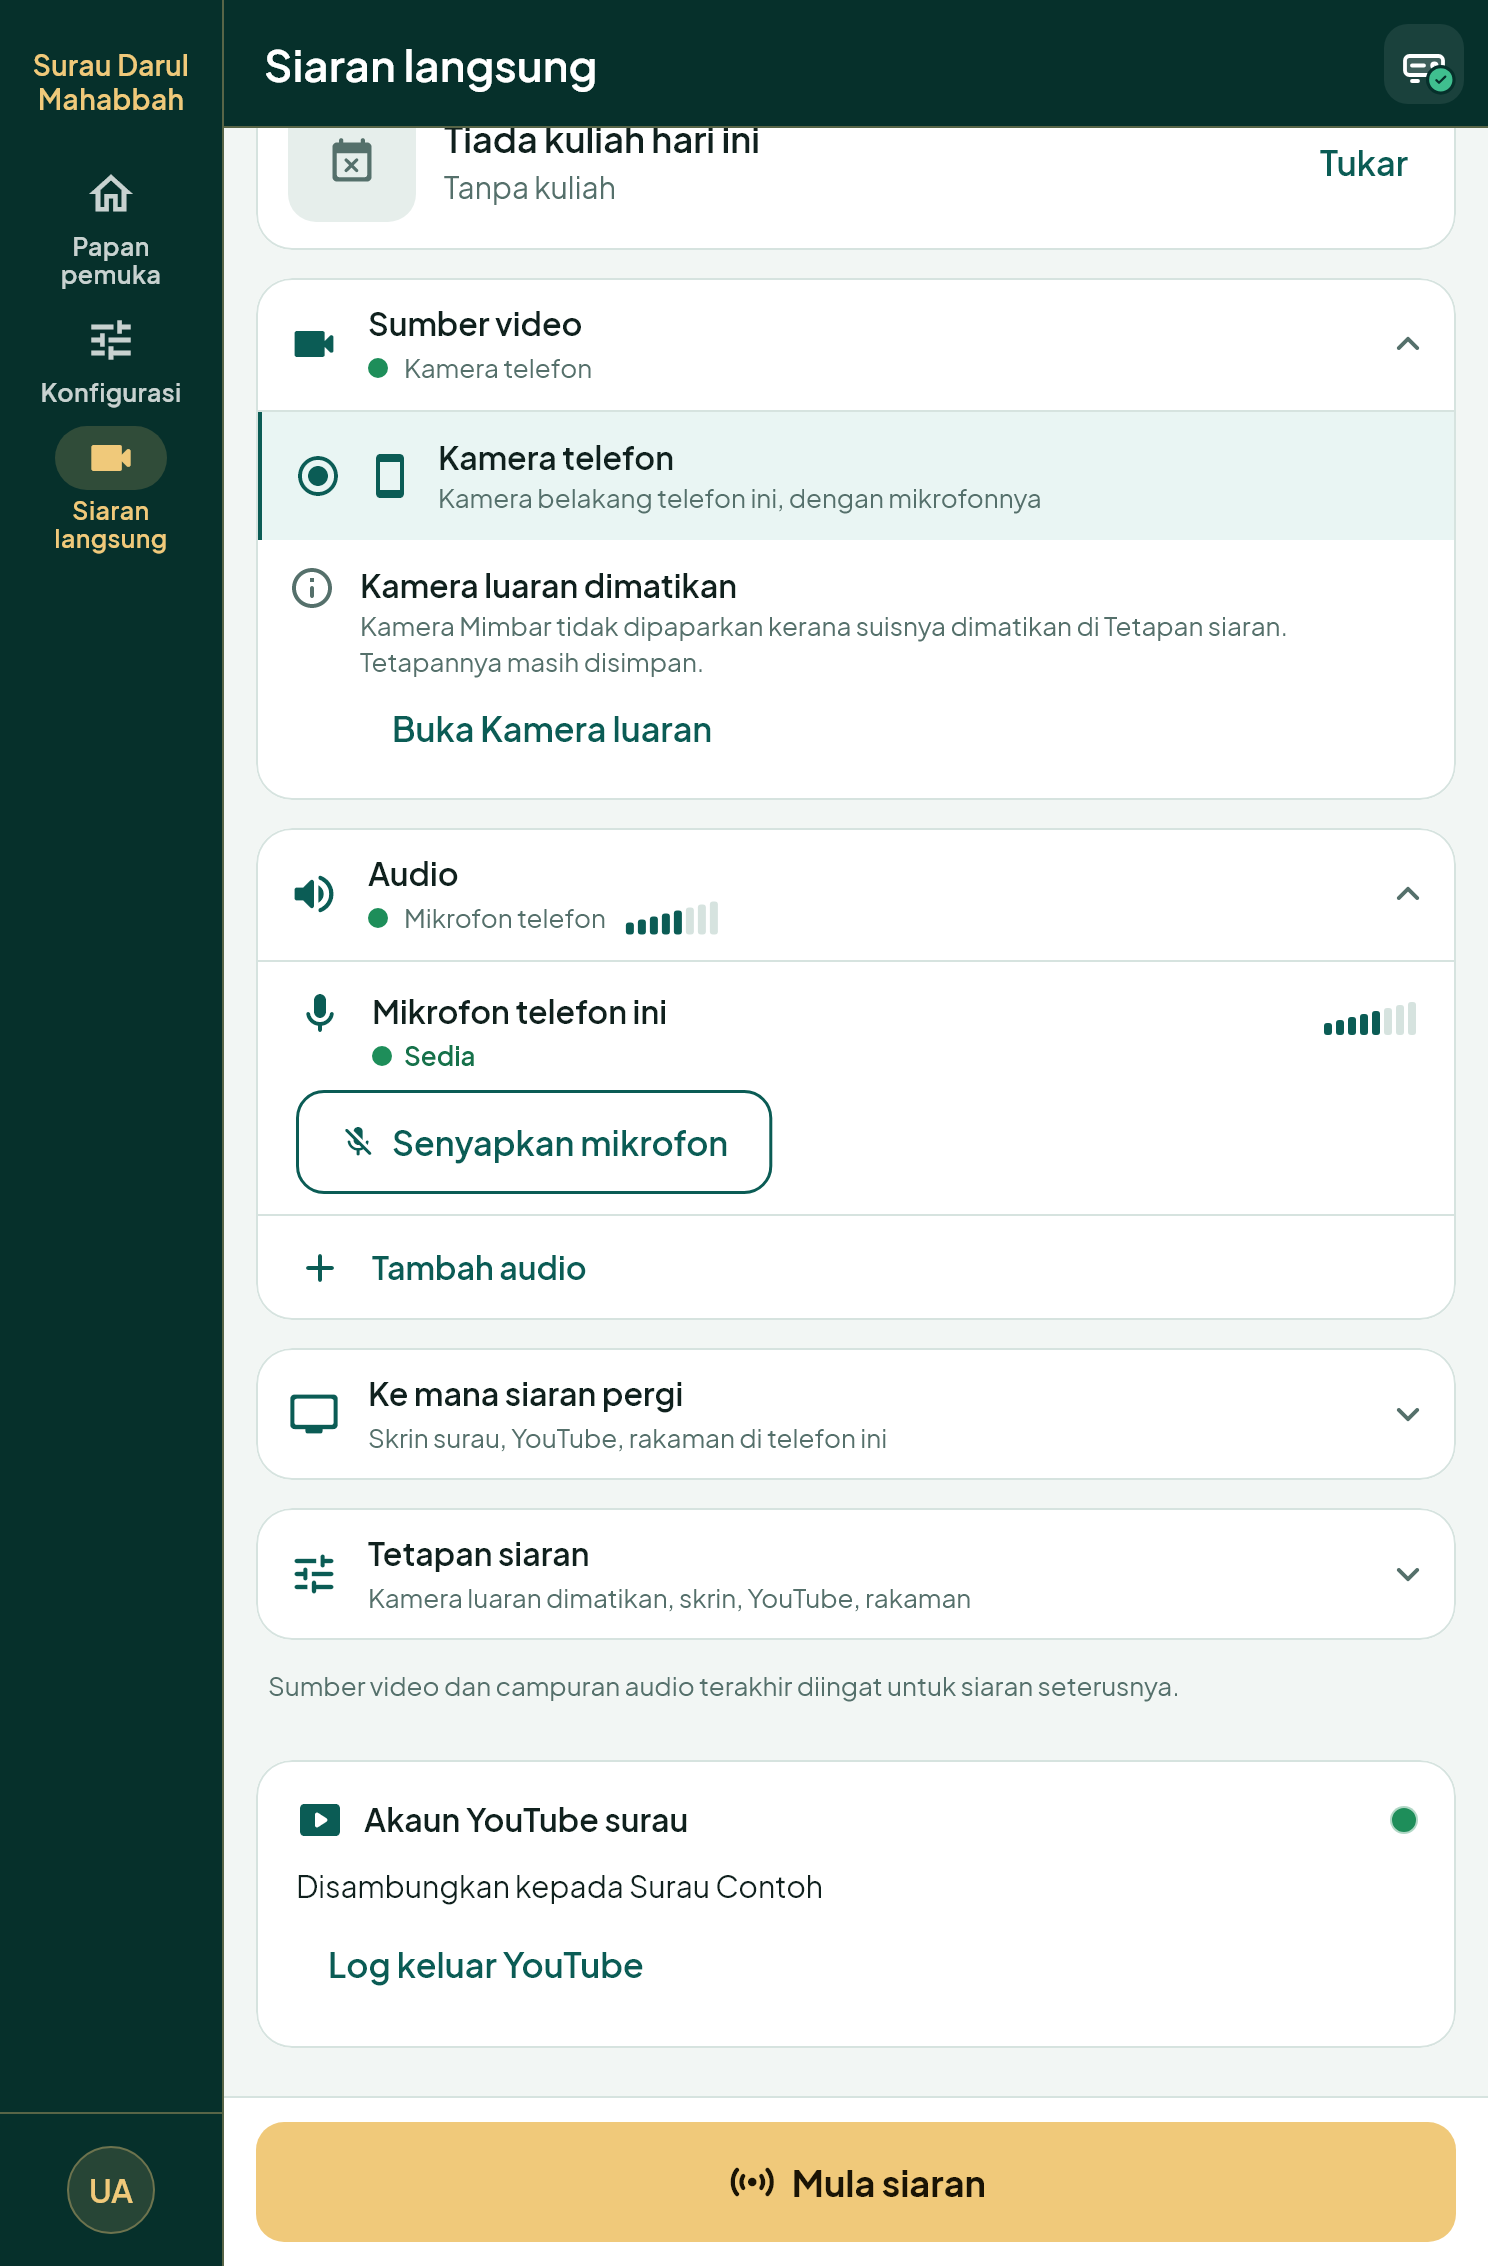 Surau Darul
Mahabbah
Papan
pemuka
Konfigurasi
Siaran
langsung
UA
Siaran langsung
Tiada kuliah hari ini
Tanpa kuliah
Tukar
Sumber video
Kamera telefon
Kamera telefon
Kamera belakang telefon ini, dengan mikrofonnya
Kamera luaran dimatikan
Kamera Mimbar tidak dipaparkan kerana suisnya dimatikan di Tetapan siaran.
Tetapannya masih disimpan.
Buka Kamera luaran
Audio
Mikrofon telefon
Mikrofon telefon ini
Sedia
Senyapkan mikrofon
Tambah audio
Ke mana siaran pergi
Skrin surau, YouTube, rakaman di telefon ini
Tetapan siaran
Kamera luaran dimatikan, skrin, YouTube, rakaman
Sumber video dan campuran audio terakhir diingat untuk siaran seterusnya.
Akaun YouTube surau
Disambungkan kepada Surau Contoh
Log keluar YouTube
Mula siaran